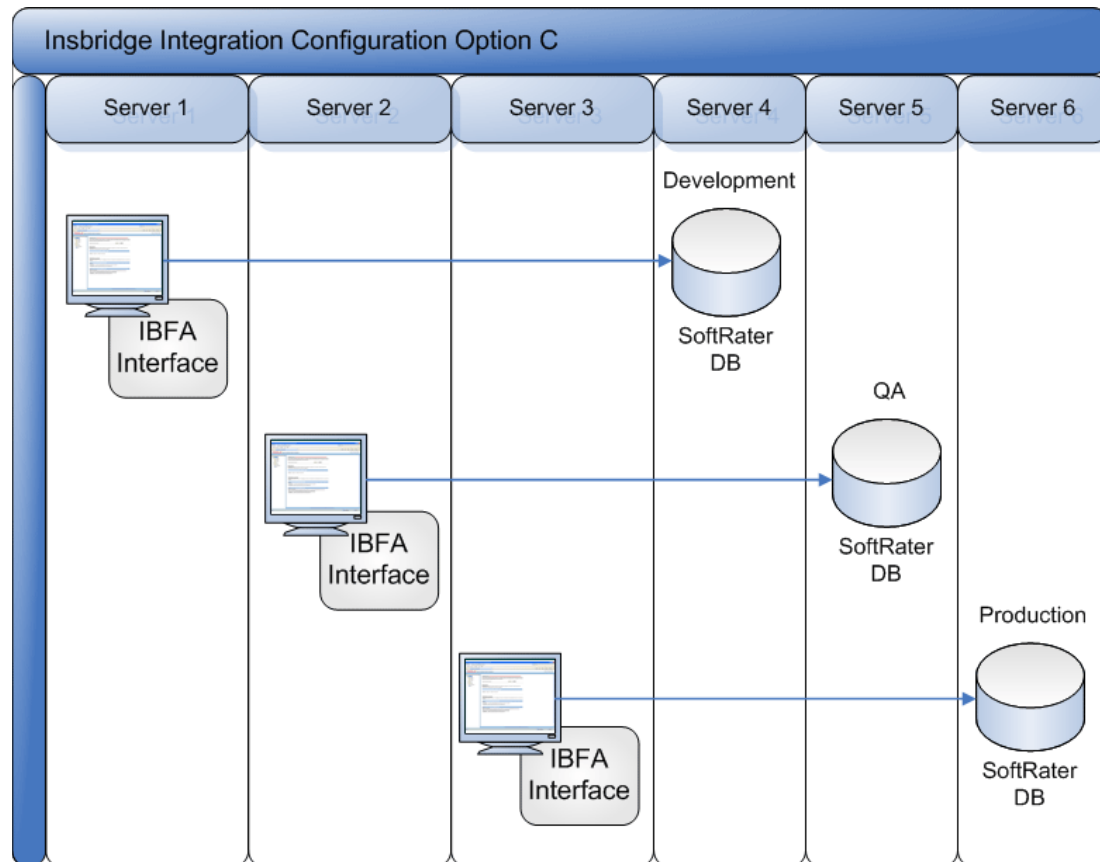 Insbridge Integration Configuration Option C
Server 1
Server 2
Server 3
Server 4
Server 5
Server 6
Development
SoftRater
DB
IBFA
Interface
QA
SoftRater
DB
IBFA
Interface
Production
SoftRater
DB
IBFA
Interface